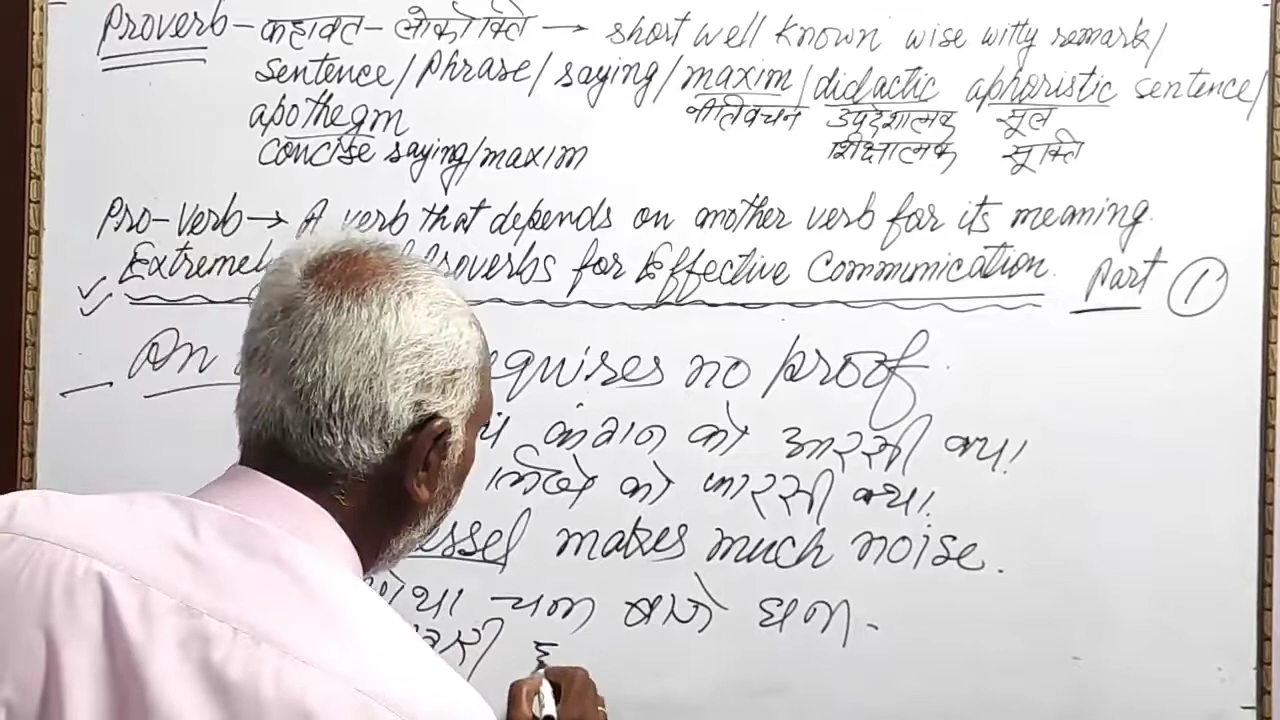 Proverb - कहावत - लोकोक्ति → short well known wise witty remark/
sentence/phrase/saying/maxim/didactic aphoristic sentence/
नीतिवचन उपदेशात्मक सूत्र
apothegm
शिक्षात्मक सूक्ति
concise saying/maxim
Pro-verb → A verb that depends on another verb for its meaning.
Proverbs for Effective Communication. Part 1
An requires no proof.
कंगन को आरसी क्या।
लिखे को फारसी क्या।
vessel makes much noise.
थोथा चना बाजे घना.